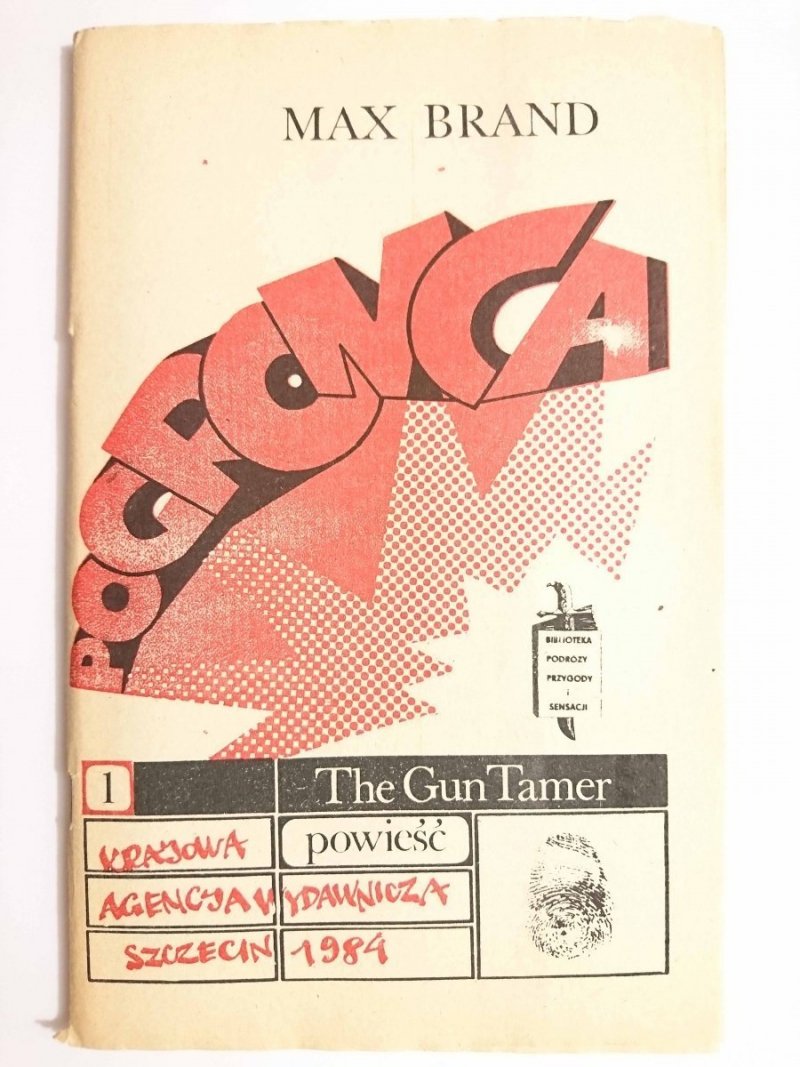 MAX BRAND
POGROMCA
BIBLIOTEKA
PODRÓŻY
PRZYGODY
i
SENSACJI
1 The Gun Tamer
KRAJOWA powieść
AGENCJA WYDAWNICZA
SZCZECIN 1984